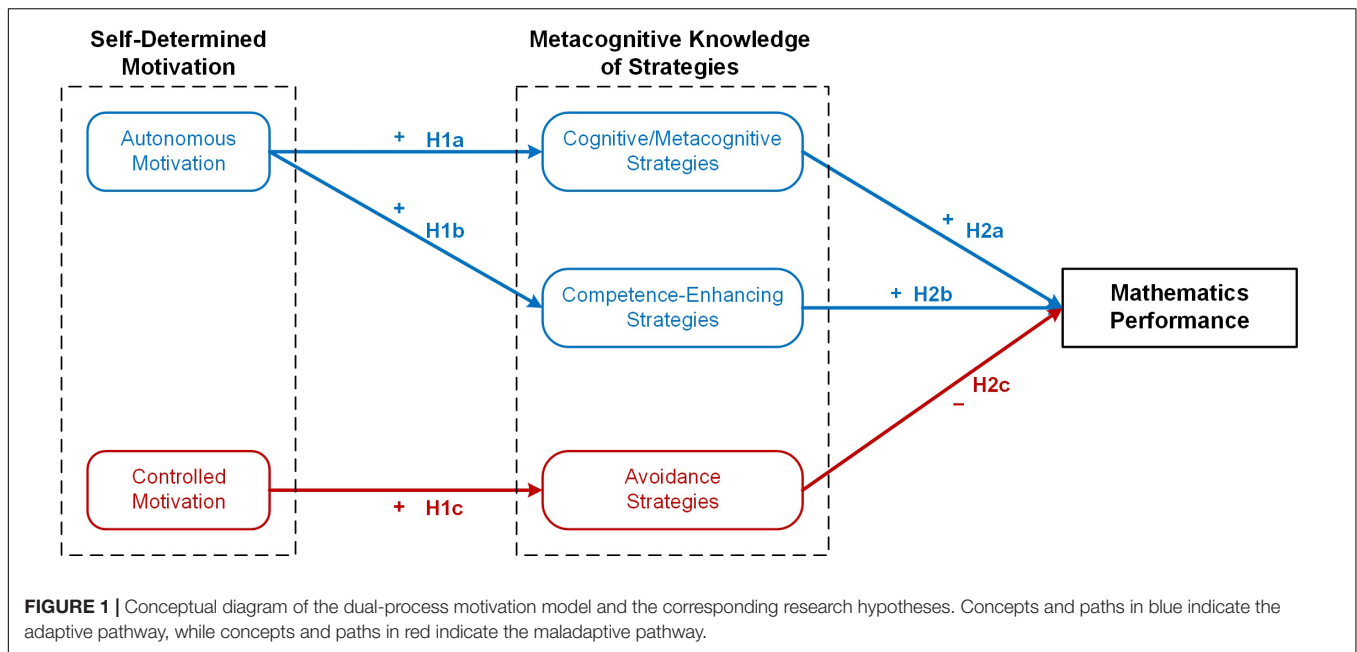 Self-Determined
Motivation
Metacognitive Knowledge
of Strategies
Autonomous
Motivation
+ H1a
Cognitive/Metacognitive
Strategies
+
H1b
+ H2a
Competence-Enhancing
Strategies
+ H2b
Mathematics
Performance
H2c
–
Controlled
Motivation
+ H1c
Avoidance
Strategies
FIGURE 1 | Conceptual diagram of the dual-process motivation model and the corresponding research hypotheses. Concepts and paths in blue indicate the
adaptive pathway, while concepts and paths in red indicate the maladaptive pathway.